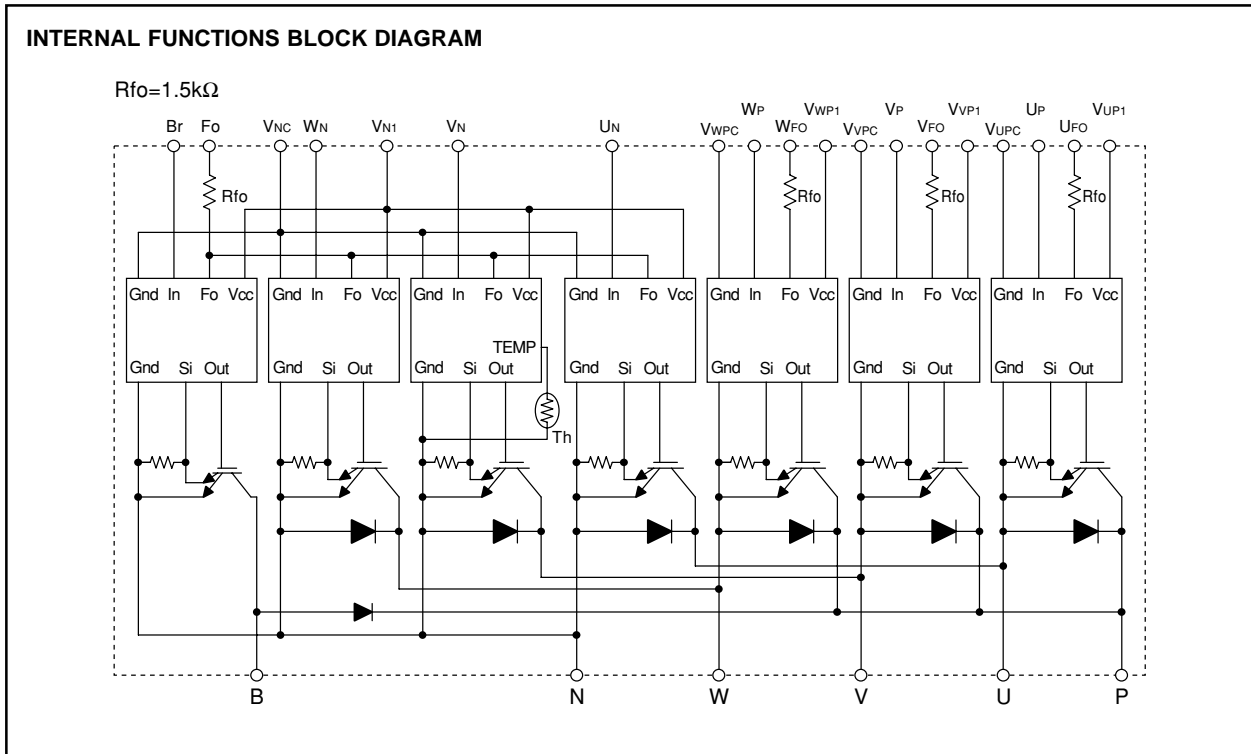 INTERNAL FUNCTIONS BLOCK DIAGRAM
Rfo=1.5kΩ
WP VWP1 VP VVP1 UP VUP1
Br Fo VNC WN VN1 VN UN VWPC WFO VVPC VFO VUPC UFO
Rfo Rfo Rfo Rfo
Gnd In Fo Vcc Gnd In Fo Vcc Gnd In Fo Vcc Gnd In Fo Vcc Gnd In Fo Vcc Gnd In Fo Vcc Gnd In Fo Vcc
TEMP
Gnd Si Out Gnd Si Out Gnd Si Out Gnd Si Out Gnd Si Out Gnd Si Out Gnd Si Out
Th
B N W V U P